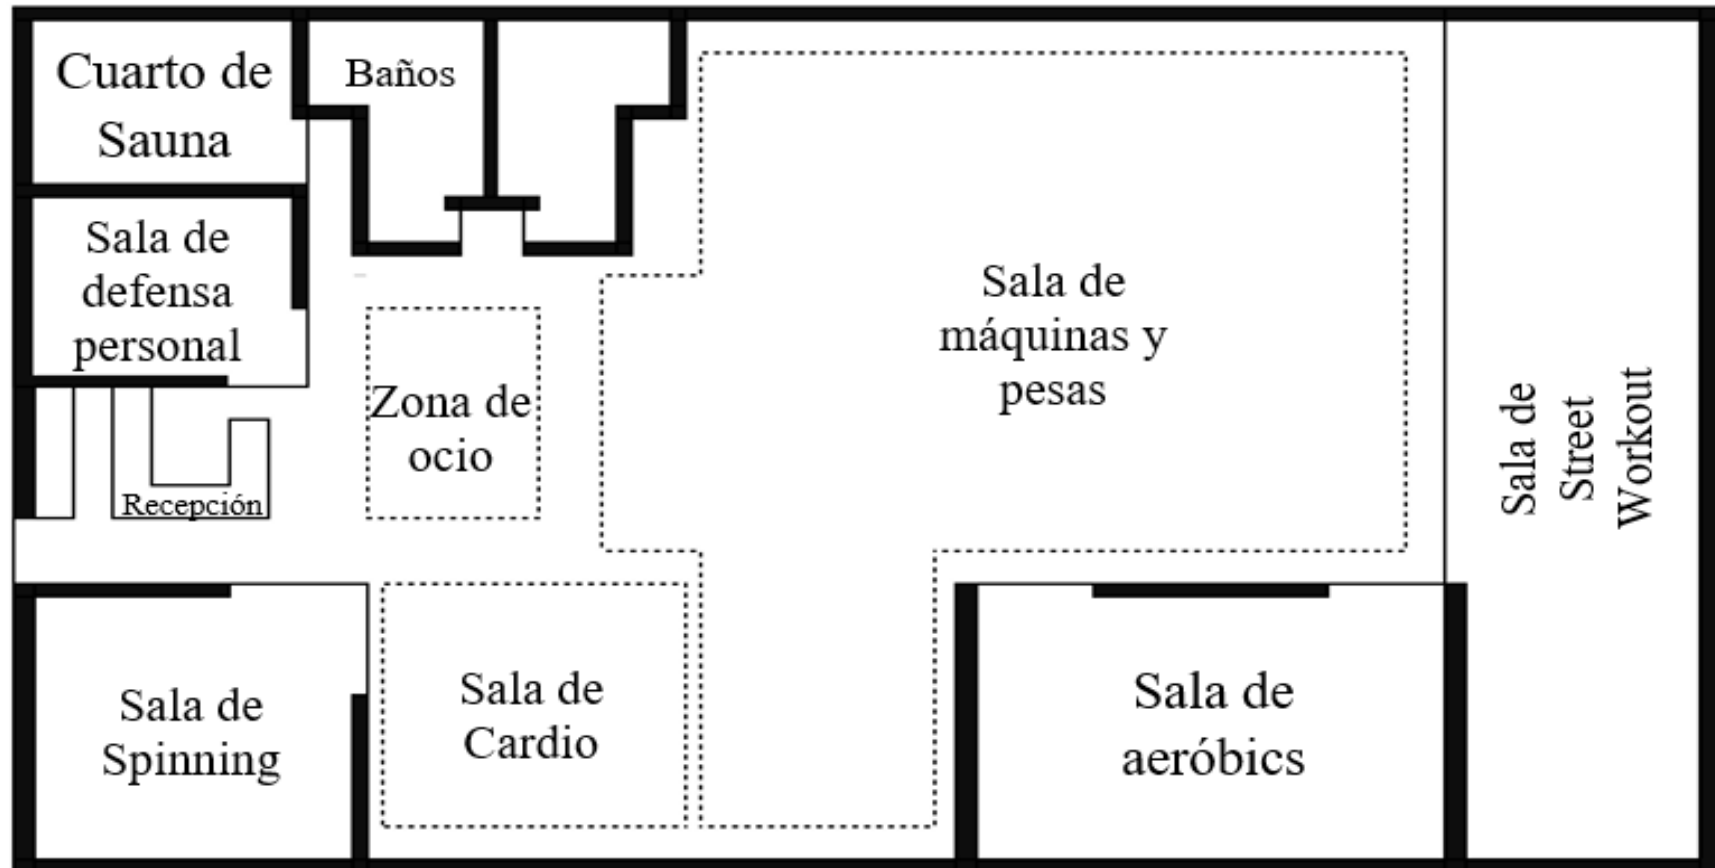 Cuarto de
Sauna
Baños
Sala de
defensa
personal
Zona de
ocio
Recepción
Sala de
máquinas y
pesas
Sala de
Street
Workout
Sala de
Spinning
Sala de
Cardio
Sala de
aeróbics